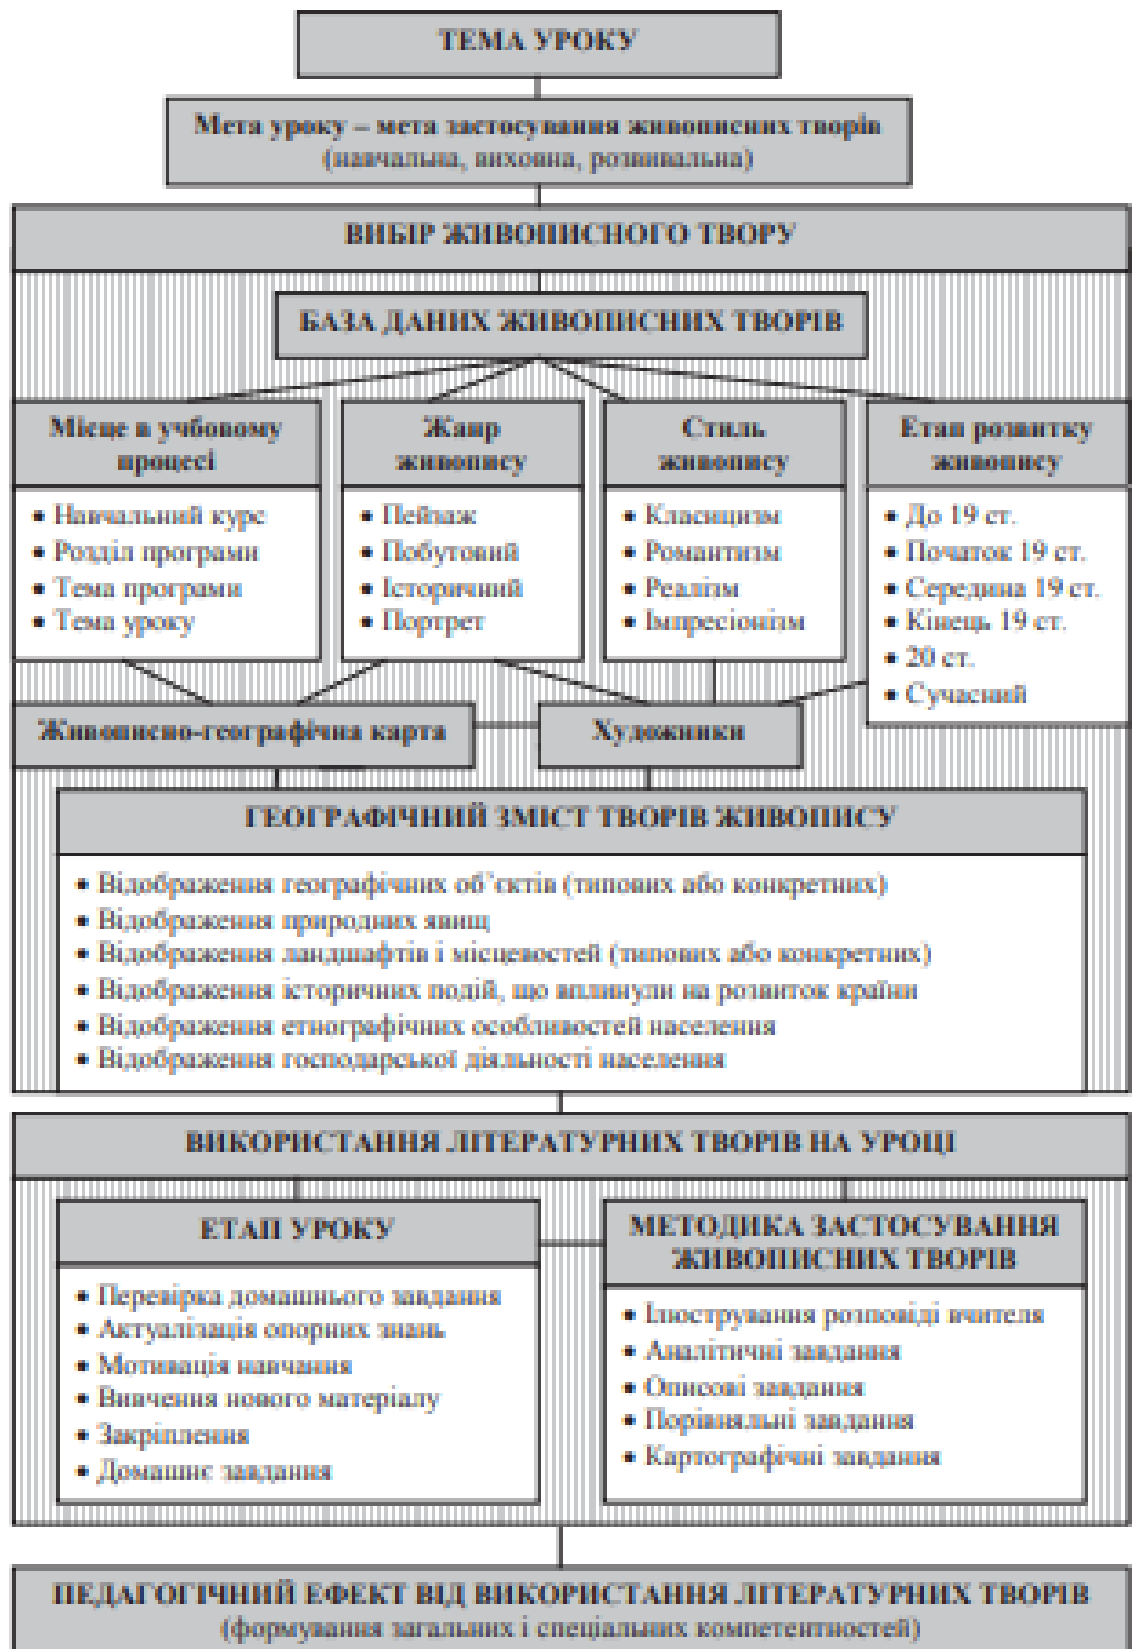 ТЕМА УРОКУ
Мета уроку – мета застосування живописних творів
(навчальна, виховна, розвивальна)
ВИБІР ЖИВОПИСНОГО ТВОРУ
БАЗА ДАНИХ ЖИВОПИСНИХ ТВОРІВ
Місце в учбовому
процесі
• Навчальний курс
• Розділ програми
• Тема програми
• Тема уроку
Жанр
живопису
• Пейзаж
• Побутовий
• Історичний
• Портрет
Стиль
живопису
• Класицизм
• Романтизм
• Реалізм
• Імпресіонізм
Етап розвитку
живопису
• До 19 ст.
• Початок 19 ст.
• Середина 19 ст.
• Кінець 19 ст.
• 20 ст.
• Сучасний
Живописно-географічна карта
Художники
ГЕОГРАФІЧНИЙ ЗМІСТ ТВОРІВ ЖИВОПИСУ
• Відображення географічних об`єктів (типових або конкретних)
• Відображення природних явищ
• Відображення ландшафтів і місцевостей (типових або конкретних)
• Відображення історичних подій, що вплинули на розвиток країни
• Відображення етнографічних особливостей населення
• Відображення господарської діяльності населення
ВИКОРИСТАННЯ ЛІТЕРАТУРНИХ ТВОРІВ НА УРОЦІ
ЕТАП УРОКУ
• Перевірка домашнього завдання
• Актуалізація опорних знань
• Мотивація навчання
• Вивчення нового матеріалу
• Закріплення
• Домашнє завдання
МЕТОДИКА ЗАСТОСУВАННЯ
ЖИВОПИСНИХ ТВОРІВ
• Ілюстрування розповіді вчителя
• Аналітичні завдання
• Описові завдання
• Порівняльні завдання
• Картографічні завдання
ПЕДАГОГІЧНИЙ ЕФЕКТ ВІД ВИКОРИСТАННЯ ЛІТЕРАТУРНИХ ТВОРІВ
(формування загальних і спеціальних компетентностей)